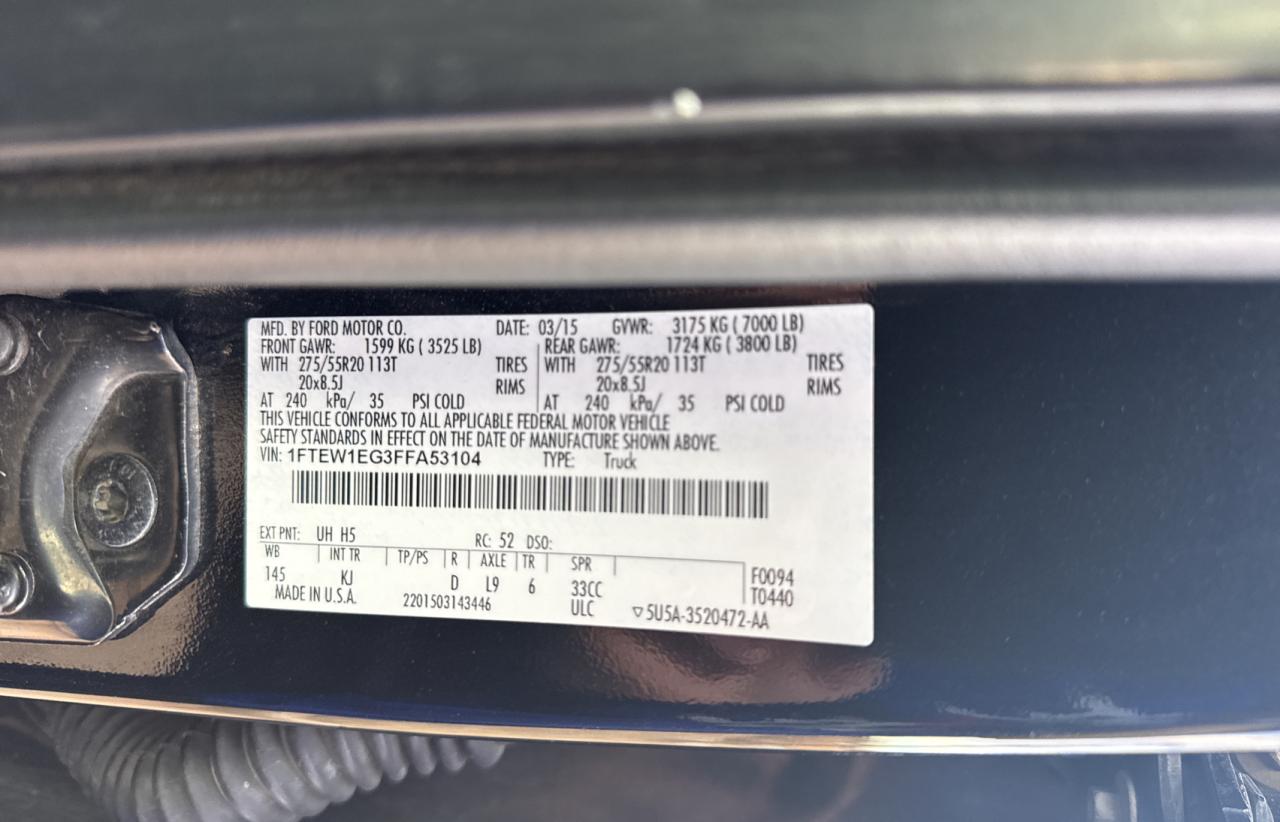 MFD. BY FORD MOTOR CO. DATE: 03/15 GVWR: 3175 KG ( 7000 LB)
FRONT GAWR: 1599 KG ( 3525 LB) REAR GAWR: 1724 KG ( 3800 LB)
WITH 275/55R20 113T TIRES WITH 275/55R20 113T TIRES
20x8.5J RIMS 20x8.5J RIMS
AT 240 kPa/ 35 PSI COLD AT 240 kPa/ 35 PSI COLD
THIS VEHICLE CONFORMS TO ALL APPLICABLE FEDERAL MOTOR VEHICLE
SAFETY STANDARDS IN EFFECT ON THE DATE OF MANUFACTURE SHOWN ABOVE.
VIN: 1FTEW1EG3FFA53104 TYPE: Truck
EXT PNT: UH H5 RC: 52 DSO:
WB INT TR TP/PS R AXLE TR SPR
145 KJ D L9 6 33CC F0094
MADE IN U.S.A. 2201503143446 ULC T0440
▽5U5A-3520472-AA